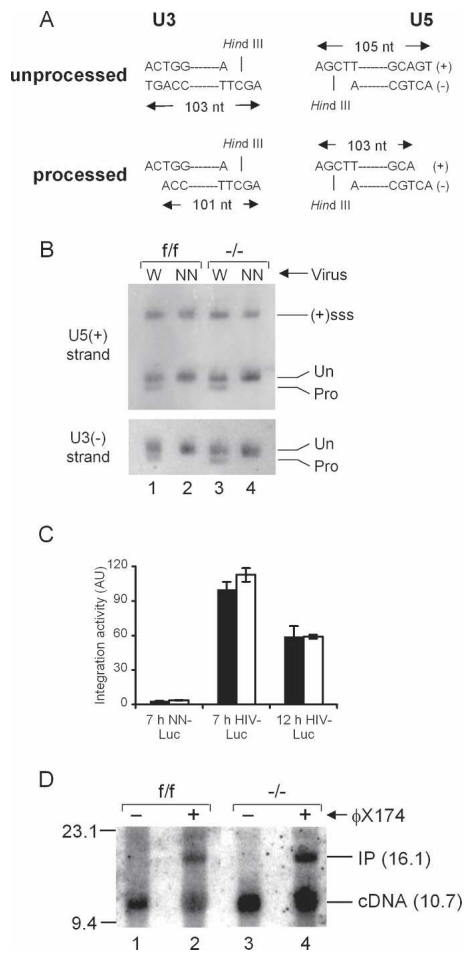 A
U3 U5
Hind III 105 nt
ACTGG------A AGCTT-----GCAGT (+)
unprocessed
TGACC-----TTCGA A-------CGTCA (-)
103 nt Hind III
Hind III 103 nt
ACTGG------A AGCTT-----GCA (+)
processed
ACC-----TTCGA A-------CGTCA (-)
101 nt Hind III
B
f/f -/-
W NN W NN Virus
U5(+) strand
(+)sss
Un
Pro
U3(-) strand
Un
Pro
1 2 3 4
C
Integration activity (AU)
120
90
60
30
0
7 h NN-Luc 7 h HIV-Luc 12 h HIV-Luc
D
f/f -/-
– + – + ϕX174
23.1
IP (16.1)
cDNA (10.7)
9.4
1 2 3 4